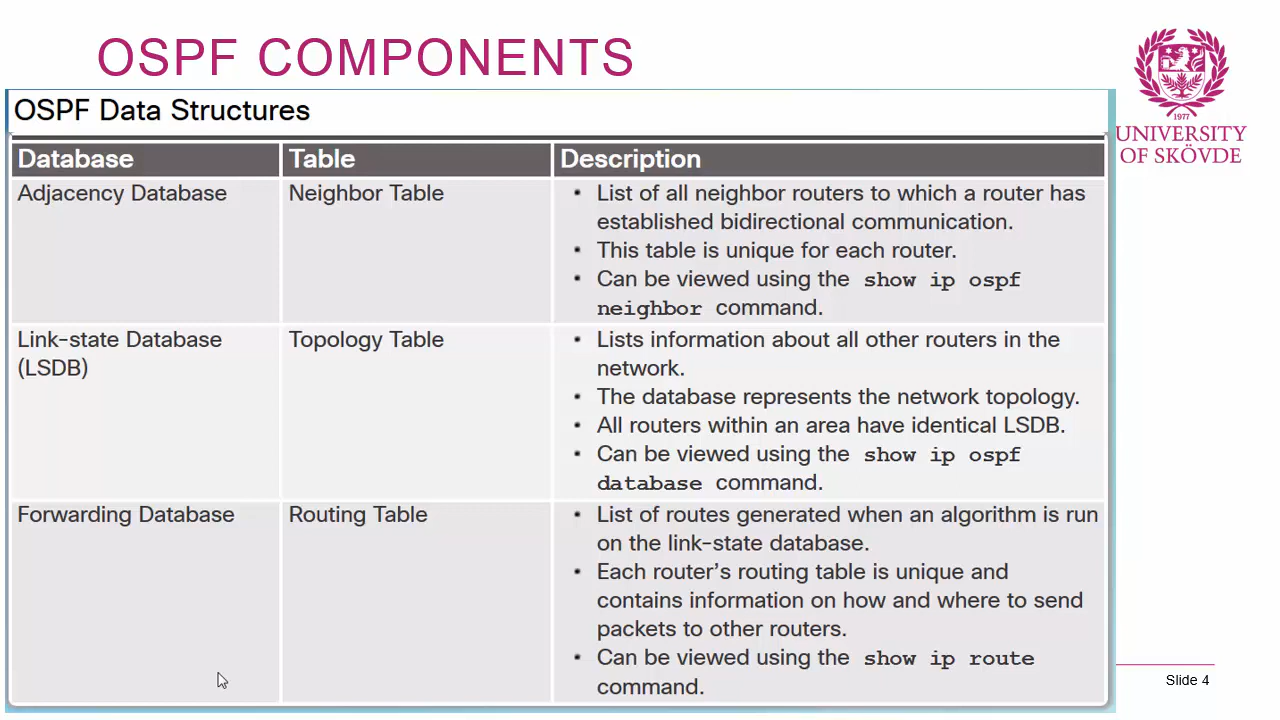 OSPF COMPONENTS
1977
UNIVERSITY
OF SKÖVDE
OSPF Data Structures
Database Table Description
Adjacency Database Neighbor Table
• List of all neighbor routers to which a router has
established bidirectional communication.
• This table is unique for each router.
• Can be viewed using the show ip ospf
neighbor command.
Link-state Database
(LSDB)
Topology Table
• Lists information about all other routers in the
network.
• The database represents the network topology.
• All routers within an area have identical LSDB.
• Can be viewed using the show ip ospf
database command.
Forwarding Database Routing Table
• List of routes generated when an algorithm is run
on the link-state database.
• Each router's routing table is unique and
contains information on how and where to send
packets to other routers.
• Can be viewed using the show ip route
command.
Slide 4